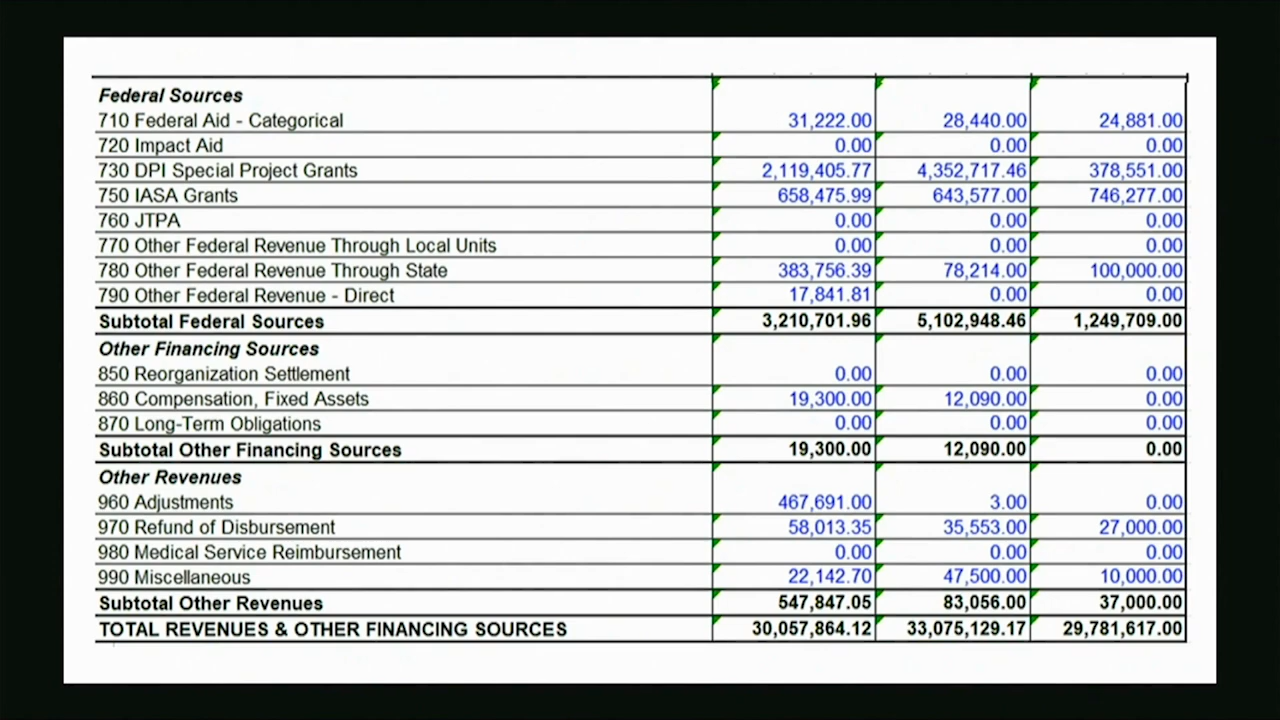 Federal Sources
710 Federal Aid - Categorical 31,222.00 28,440.00 24,881.00
720 Impact Aid 0.00 0.00 0.00
730 DPI Special Project Grants 2,119,405.77 4,352,717.46 378,551.00
750 IASA Grants 658,475.99 643,577.00 746,277.00
760 JTPA 0.00 0.00 0.00
770 Other Federal Revenue Through Local Units 0.00 0.00 0.00
780 Other Federal Revenue Through State 383,756.39 78,214.00 100,000.00
790 Other Federal Revenue - Direct 17,841.81 0.00 0.00
Subtotal Federal Sources 3,210,701.96 5,102,948.46 1,249,709.00
Other Financing Sources
850 Reorganization Settlement 0.00 0.00 0.00
860 Compensation, Fixed Assets 19,300.00 12,090.00 0.00
870 Long-Term Obligations 0.00 0.00 0.00
Subtotal Other Financing Sources 19,300.00 12,090.00 0.00
Other Revenues
960 Adjustments 467,691.00 3.00 0.00
970 Refund of Disbursement 58,013.35 35,553.00 27,000.00
980 Medical Service Reimbursement 0.00 0.00 0.00
990 Miscellaneous 22,142.70 47,500.00 10,000.00
Subtotal Other Revenues 547,847.05 83,056.00 37,000.00
TOTAL REVENUES & OTHER FINANCING SOURCES 30,057,864.12 33,075,129.17 29,781,617.00